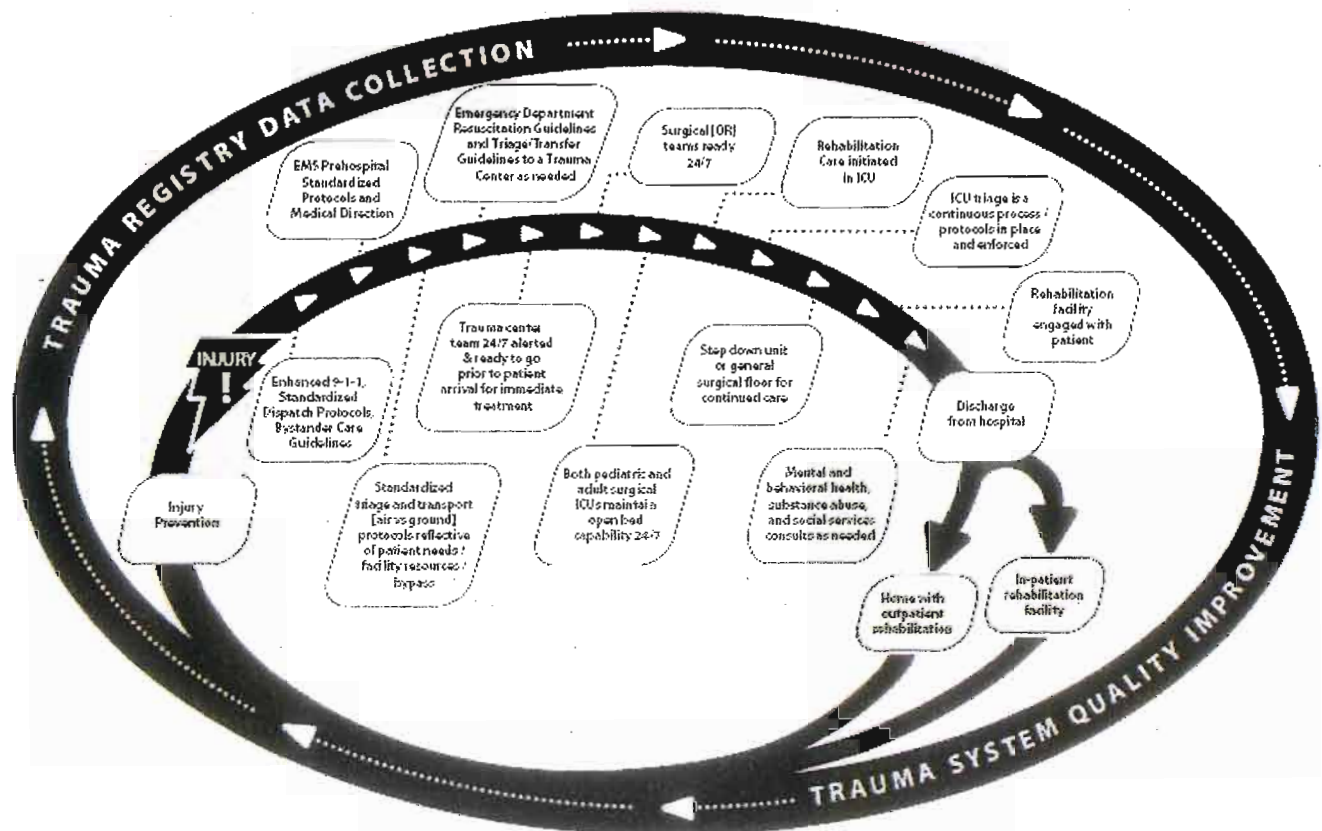 TRAUMA REGISTRY DATA COLLECTION
Emergency Department
Resuscitation Guidelines
and Triage/Transfer
Guidelines to a Trauma
Center as needed
Surgical [OR]
teams ready
24/7
Rehabilitation
Care initiated
in ICU
EMS Prehospital
Standardized
Protocols and
Medical Direction
ICU triage is a
continuous process /
protocols in place
and enforced
Rehabilitation
facility
engaged with
patient
INJURY
!
Enhanced 9-1-1,
Standardized
Dispatch Protocols,
Bystander Care
Guidelines
Trauma center
team 24/7 alerted
& ready to go
prior to patient
arrival for immediate
treatment
Step down unit
or general
surgical floor for
continued care
Discharge
from hospital
Injury
Prevention
Standardized
triage and transport
[air vs ground]
protocols reflective
of patient needs /
facility resources /
bypass
Both pediatric and
adult surgical
ICUs maintain a
open bed
capability 24/7
Mental and
behavioral health,
substance abuse,
and social services
consults as needed
Home with
outpatient
rehabilitation
In-patient
rehabilitation
facility
TRAUMA SYSTEM QUALITY IMPROVEMENT